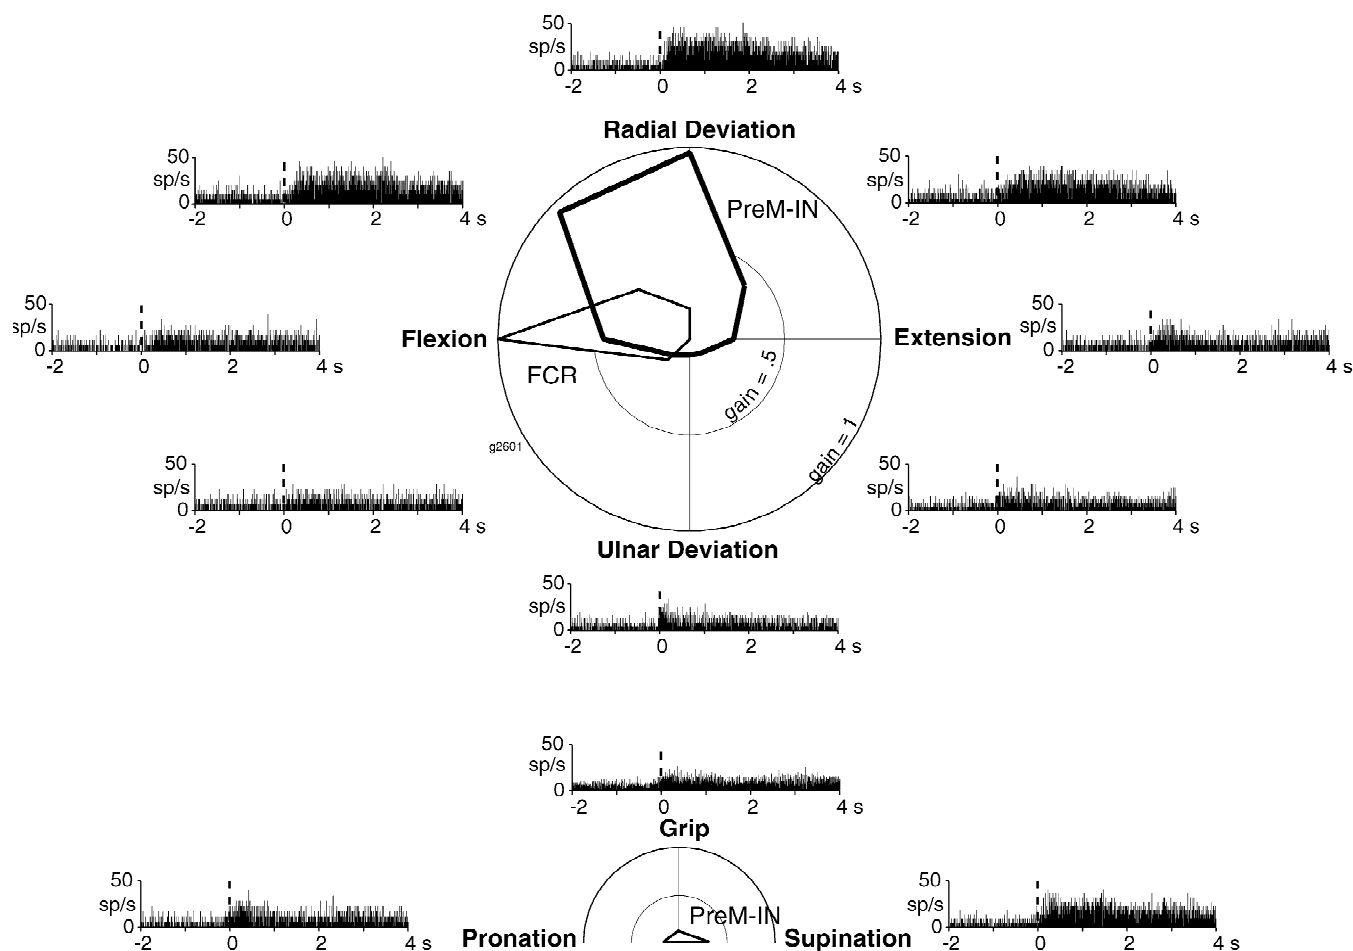 50
sp/s
0
-2 0 2 4 s
Radial Deviation
50
sp/s
0
-2 0 2 4 s
50
sp/s
0
-2 0 2 4 s
PreM-IN
50
sp/s
0
-2 0 2 4 s
Flexion
Extension
50
sp/s
0
-2 0 2 4 s
FCR
gain = .5
gain = 1
g2601
50
sp/s
0
-2 0 2 4 s
50
sp/s
0
-2 0 2 4 s
Ulnar Deviation
50
sp/s
0
-2 0 2 4 s
50
sp/s
0
-2 0 2 4 s
Grip
50
sp/s
0
-2 0 2 4 s
PreM-IN
Pronation
Supination
50
sp/s
0
-2 0 2 4 s